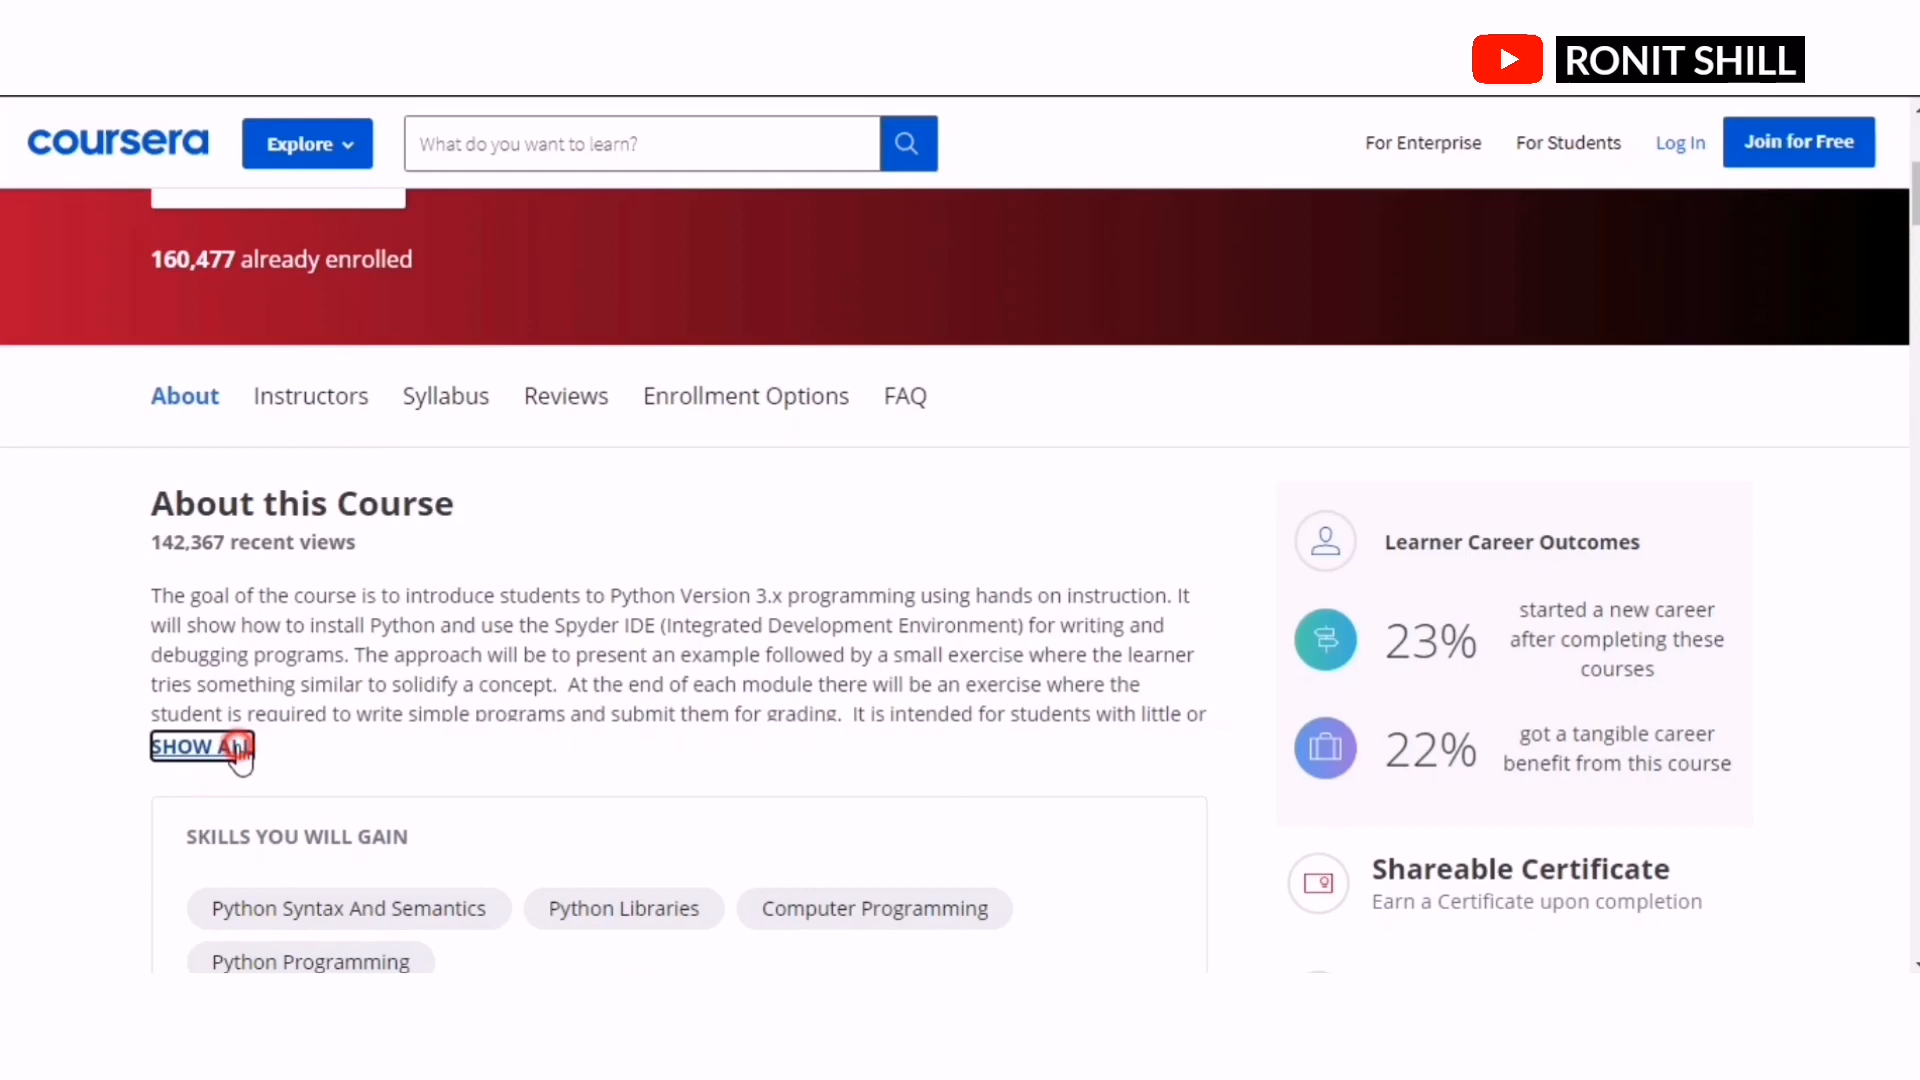 RONIT SHILL
coursera
Explore
What do you want to learn?
For Enterprise
For Students
Log In
Join for Free
160,477 already enrolled
About
Instructors
Syllabus
Reviews
Enrollment Options
FAQ
About this Course
142,367 recent views
The goal of the course is to introduce students to Python Version 3.x programming using hands on instruction. It
will show how to install Python and use the Spyder IDE (Integrated Development Environment) for writing and
debugging programs. The approach will be to present an example followed by a small exercise where the learner
tries something similar to solidify a concept.  At the end of each module there will be an exercise where the
student is required to write simple programs and submit them for grading.  It is intended for students with little or
SHOW ALL
SKILLS YOU WILL GAIN
Python Syntax And Semantics
Python Libraries
Computer Programming
Python Programming
Learner Career Outcomes
23%
started a new career
after completing these
courses
22%
got a tangible career
benefit from this course
Shareable Certificate
Earn a Certificate upon completion